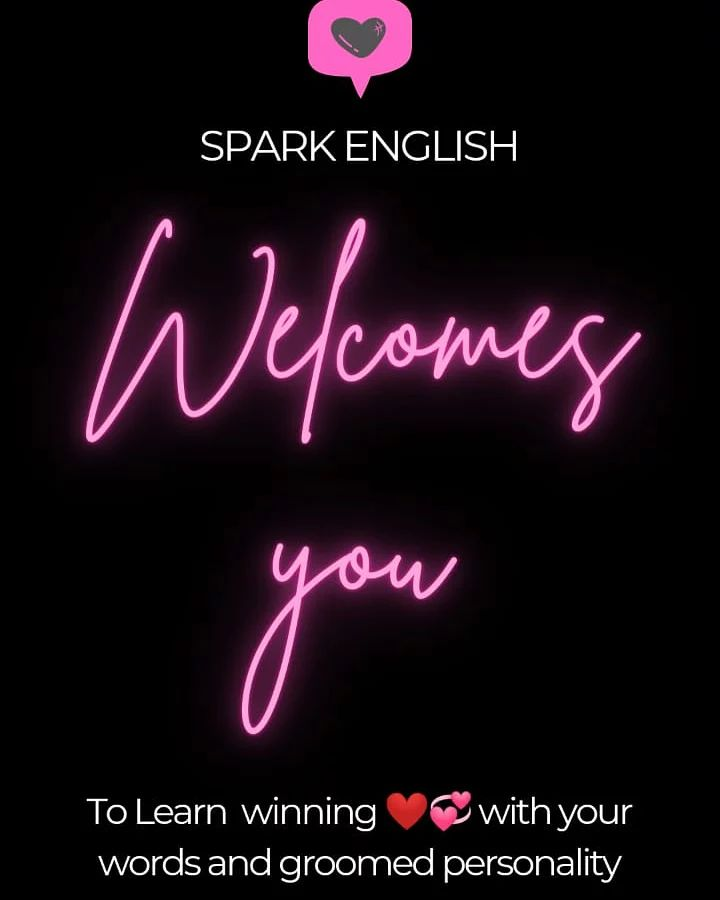 SPARK ENGLISH
Welcomes
you
To Learn winning ❤️💞 with your
words and groomed personality